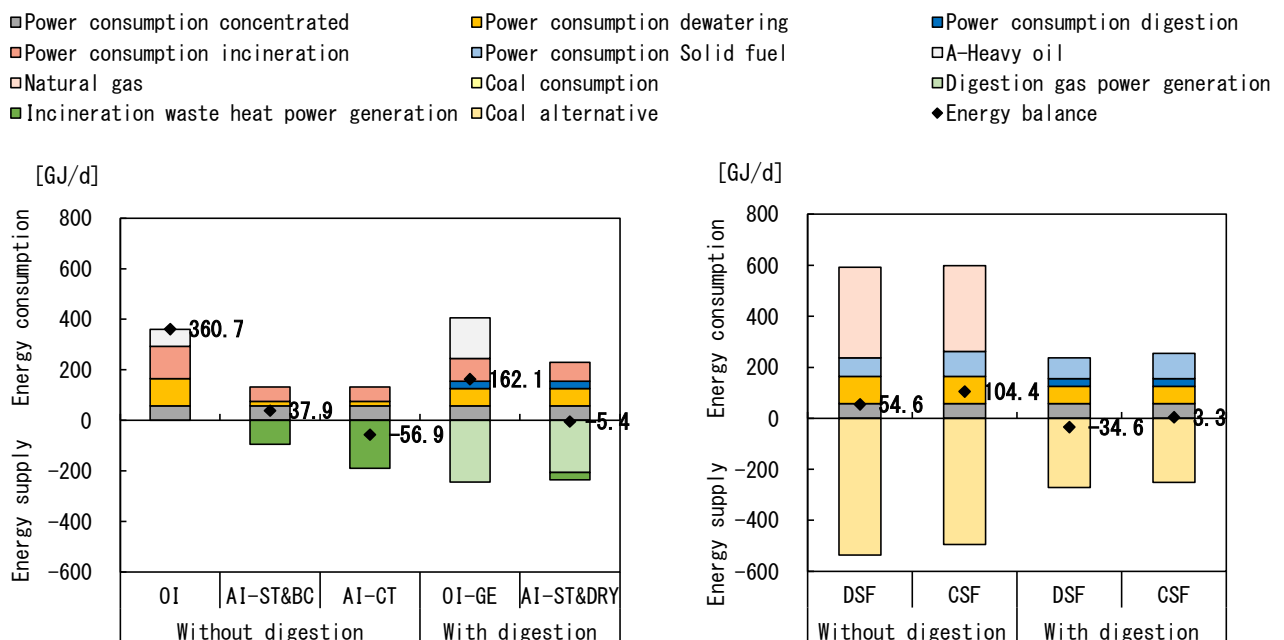 Power consumption concentrated
Power consumption dewatering
Power consumption digestion
Power consumption incineration
Power consumption Solid fuel
A-Heavy oil
Natural gas
Coal consumption
Digestion gas power generation
Incineration waste heat power generation
Coal alternative
Energy balance
[GJ/d]
Energy consumption
Energy supply
800
600
400
200
0
-200
-400
-600
360.7
37.9
-56.9
162.1
-5.4
OI
AI-ST&BC
AI-CT
OI-GE
AI-ST&DRY
Without digestion
With digestion
[GJ/d]
Energy consumption
Energy supply
800
600
400
200
0
-200
-400
-600
54.6
104.4
-34.6
3.3
DSF
CSF
DSF
CSF
Without digestion
With digestion